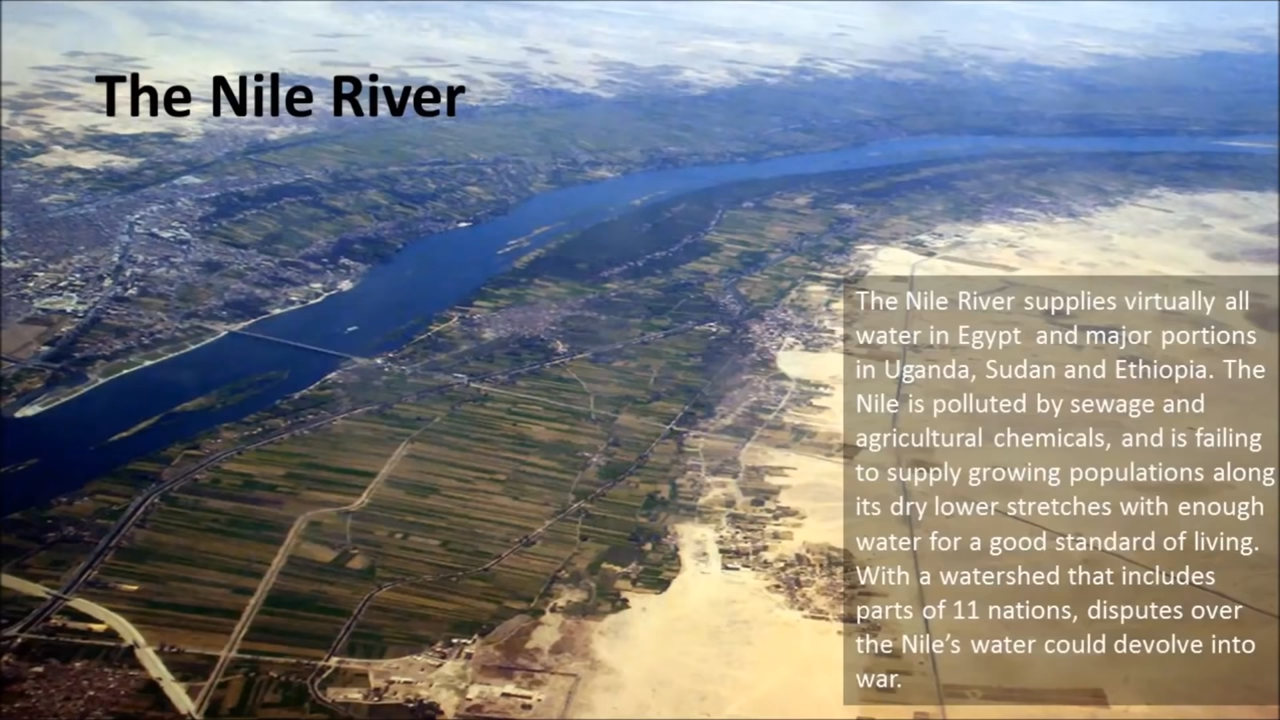 The Nile River
The Nile River supplies virtually all
water in Egypt  and major portions
in Uganda, Sudan and Ethiopia. The
Nile is polluted by sewage and
agricultural chemicals, and is failing
to supply growing populations along
its dry lower stretches with enough
water for a good standard of living.
With a watershed that includes
parts of 11 nations, disputes over
the Nile’s water could devolve into
war.